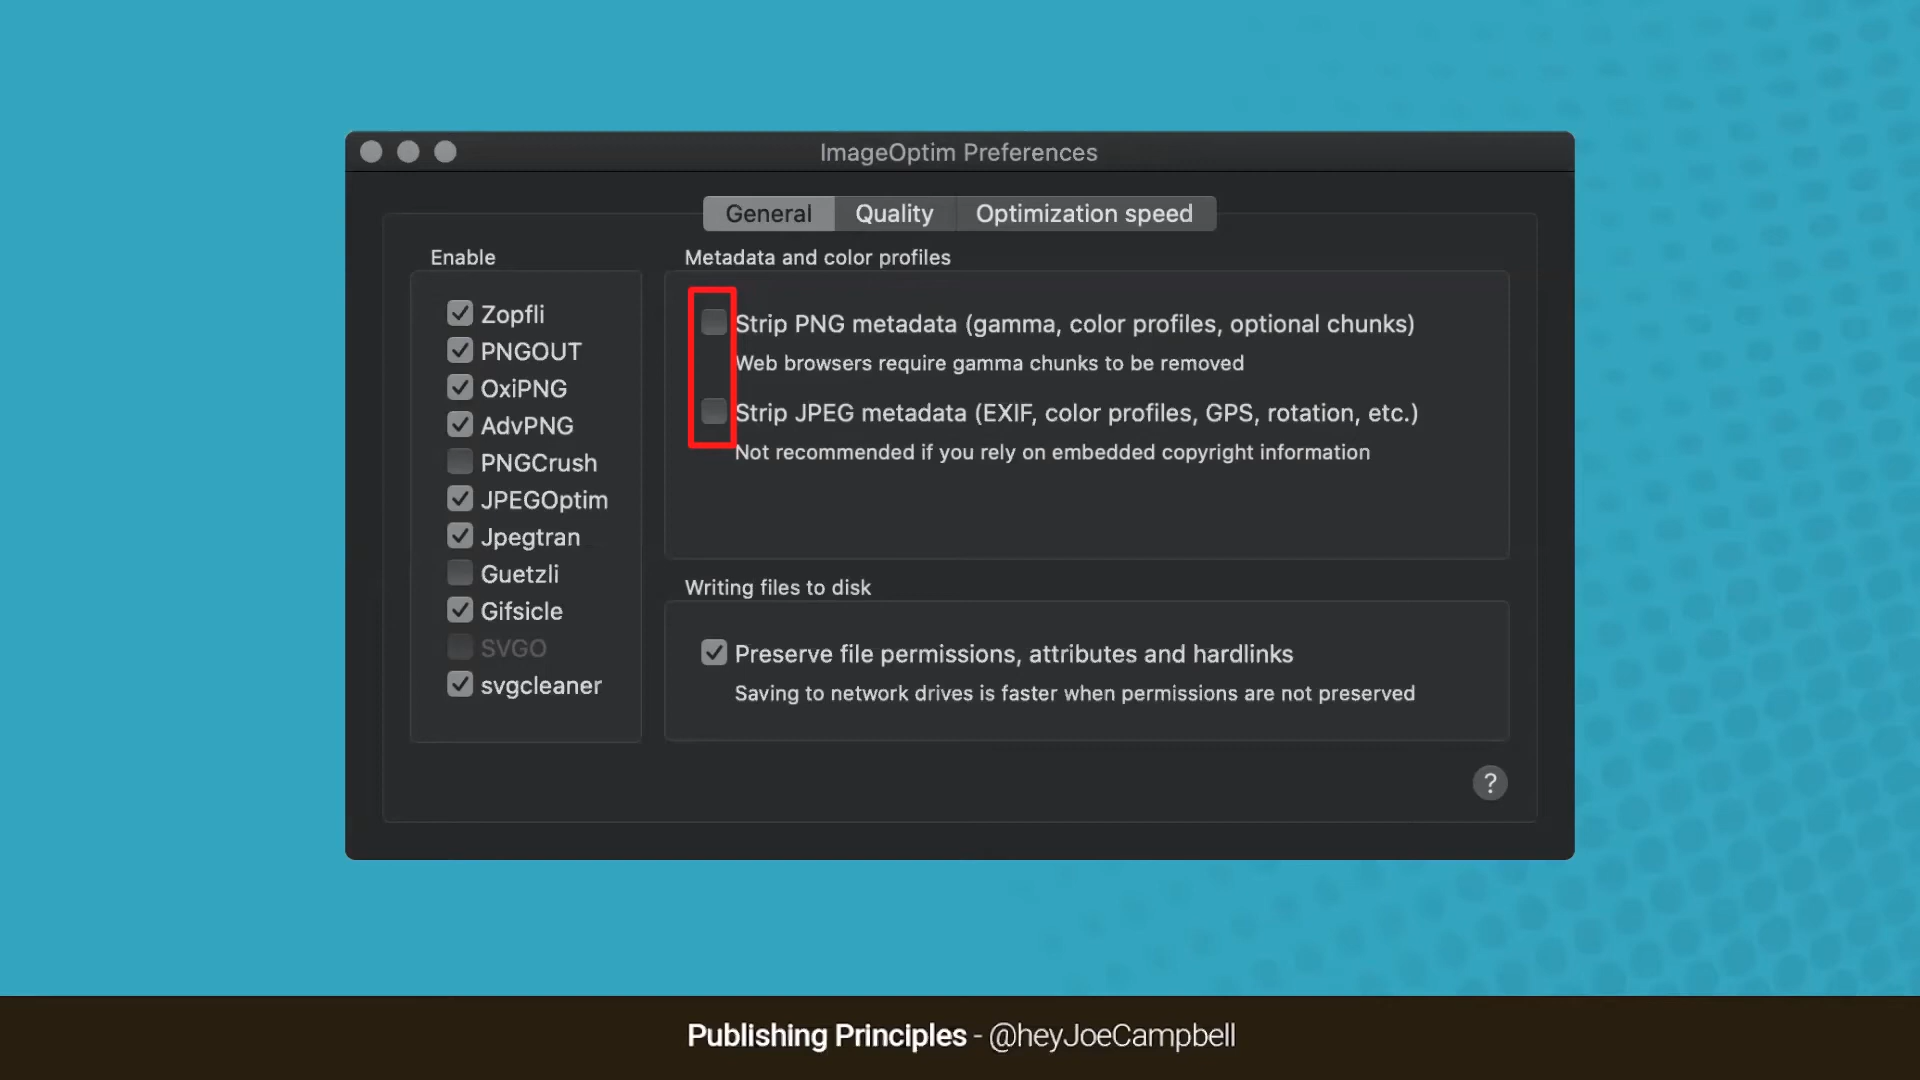 ImageOptim Preferences
General
Quality
Optimization speed
Enable
Zopfli
PNGOUT
OxiPNG
AdvPNG
PNGCrush
JPEGOptim
Jpegtran
Guetzli
Gifsicle
SVGO
svgcleaner
Metadata and color profiles
Strip PNG metadata (gamma, color profiles, optional chunks)
Web browsers require gamma chunks to be removed
Strip JPEG metadata (EXIF, color profiles, GPS, rotation, etc.)
Not recommended if you rely on embedded copyright information
Writing files to disk
Preserve file permissions, attributes and hardlinks
Saving to network drives is faster when permissions are not preserved
?
Publishing Principles - @heyJoeCampbell